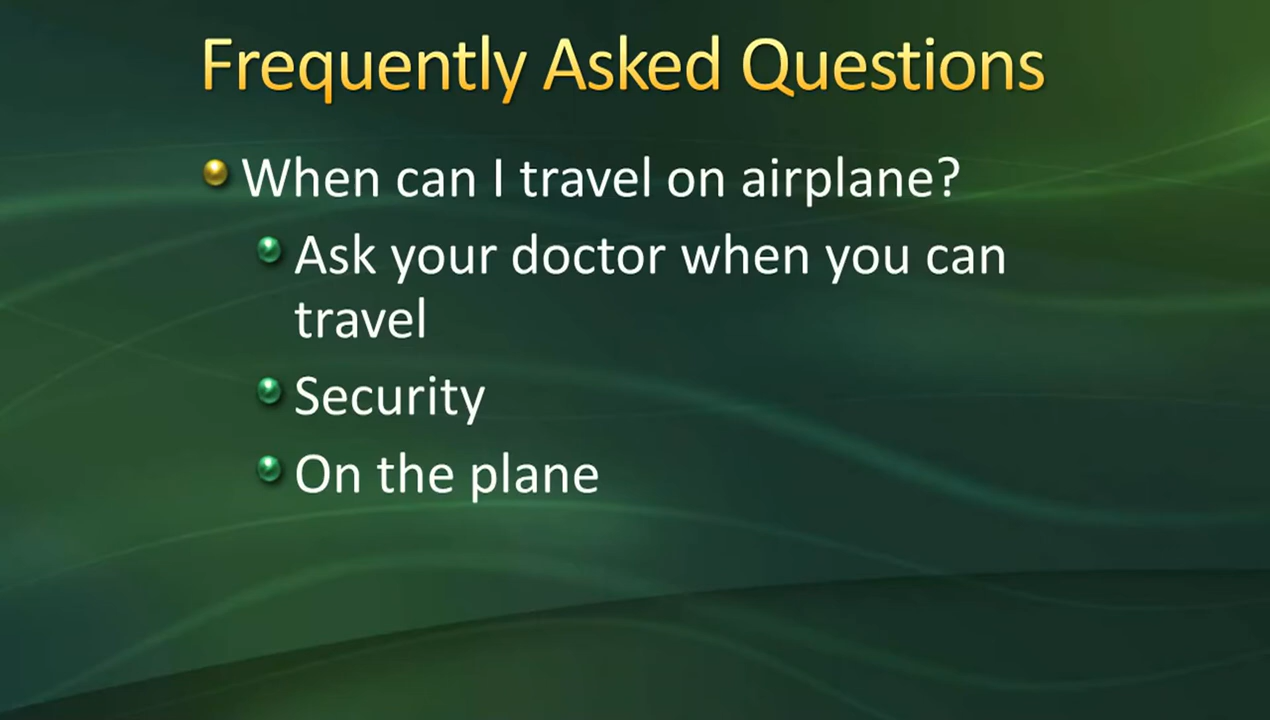 Frequently Asked Questions
When can I travel on airplane?
Ask your doctor when you can
travel
Security
On the plane